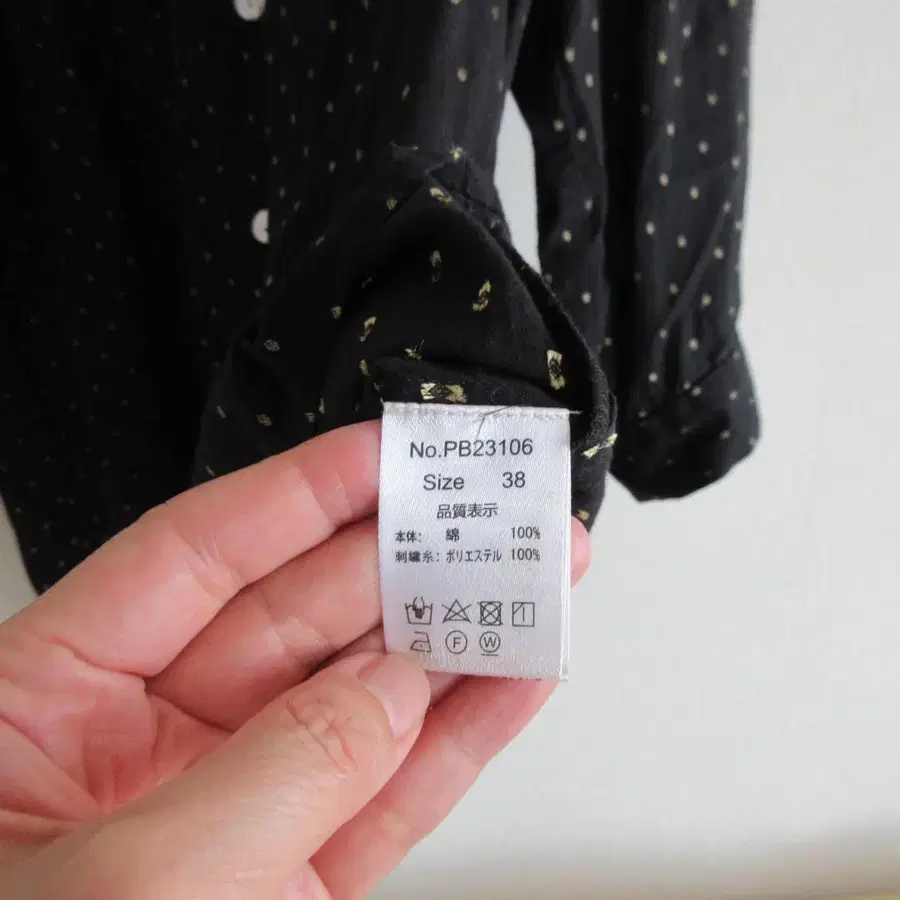 No.PB23106
Size 38
品質表示
本体: 綿 100%
刺繍糸: ポリエステル 100%
F W